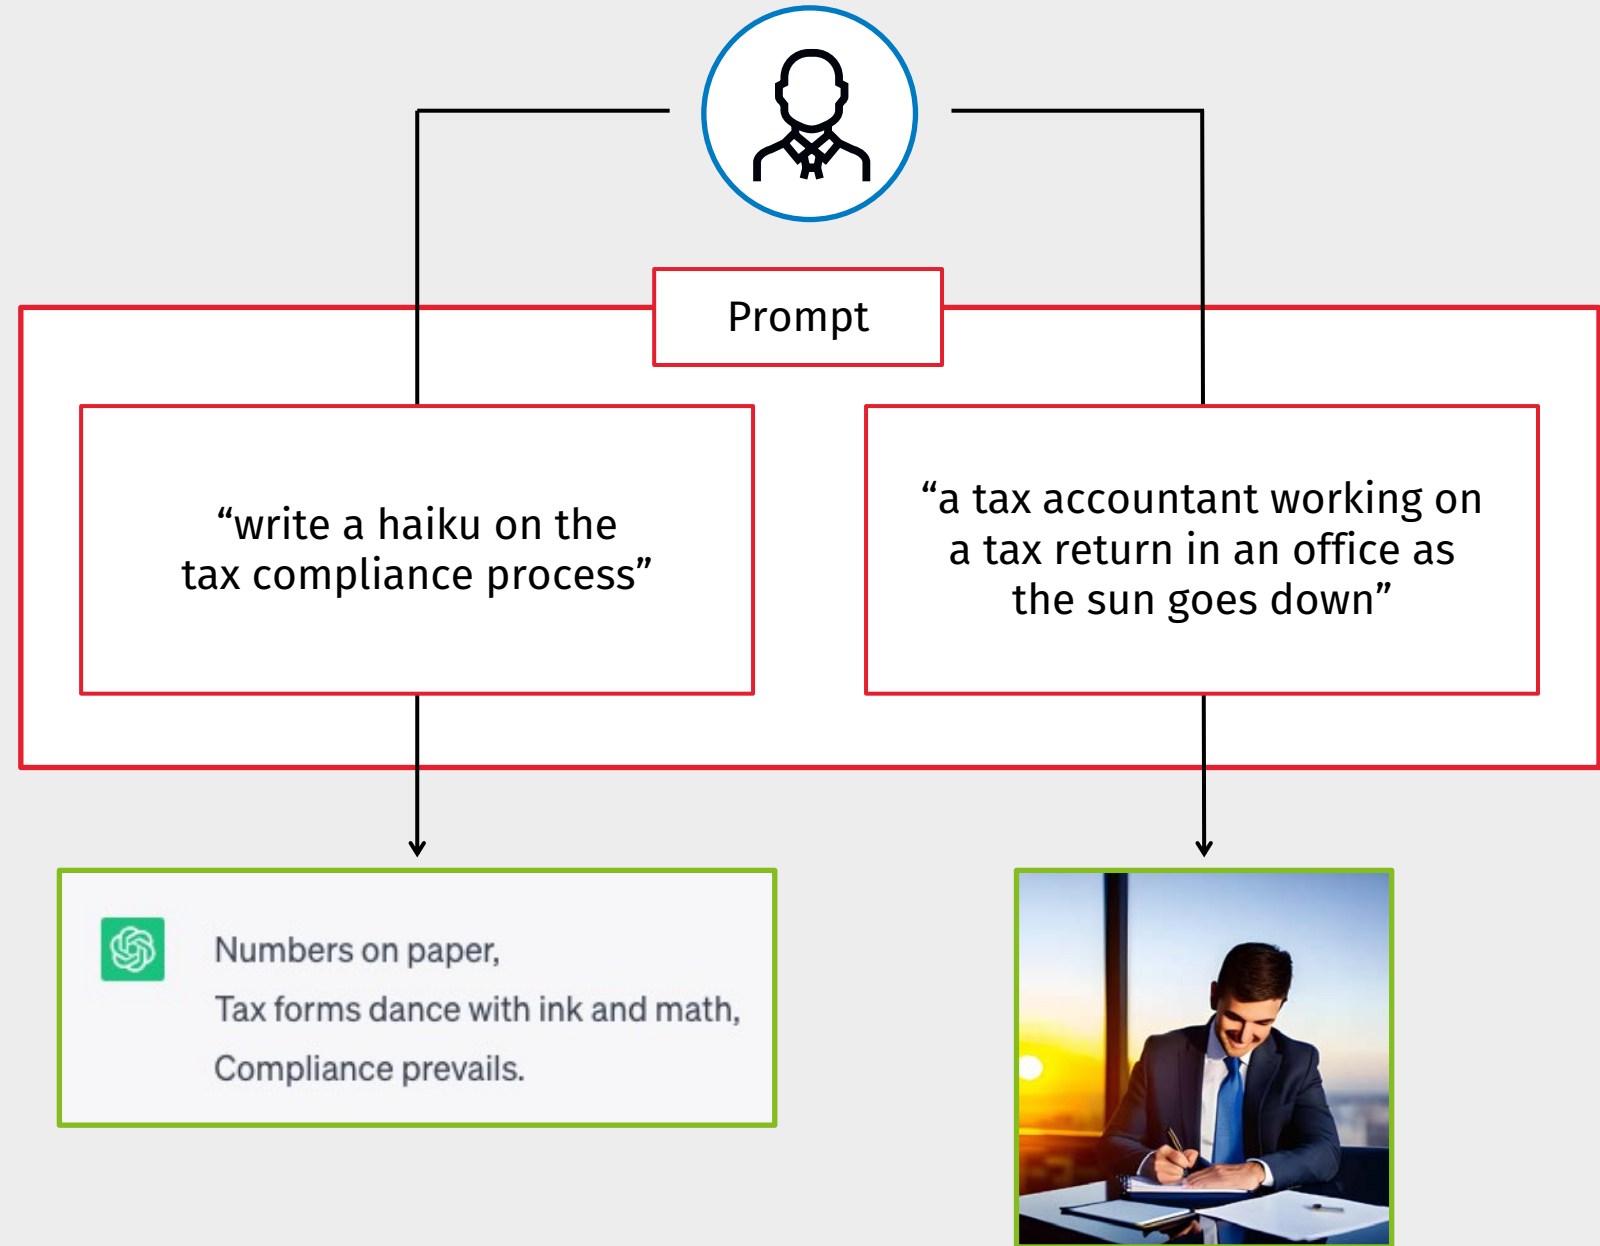 Prompt
“write a haiku on the
tax compliance process”
“a tax accountant working on
a tax return in an office as
the sun goes down”
Numbers on paper,
Tax forms dance with ink and math,
Compliance prevails.